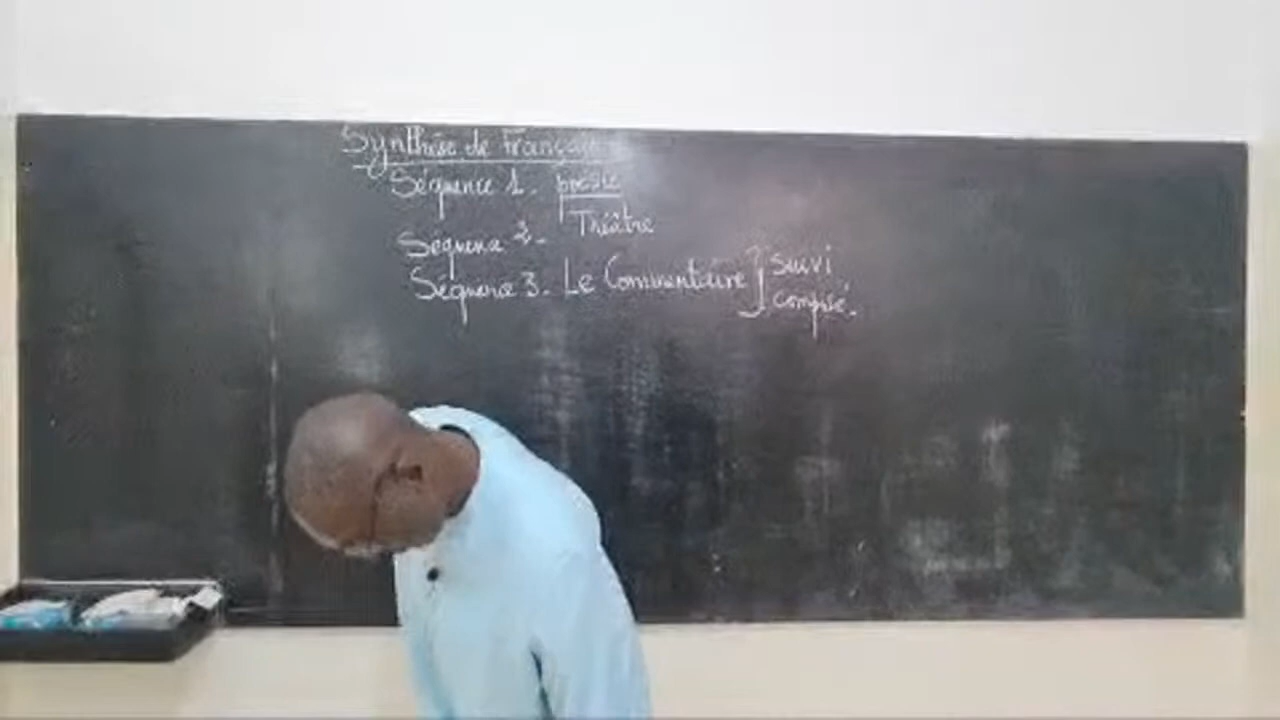 Synthèse de Français
Séquence 1. poésie
Séquence 2. Théâtre
Séquence 3. Le Commentaire } suivi
composé.